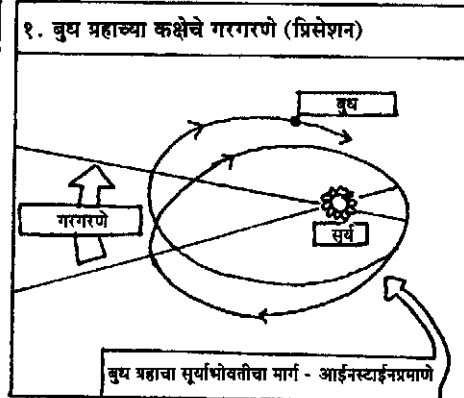 १. बुध ग्रहाच्या कक्षेचे गरगरणे (प्रिसेशन)
बुध
गरगरणे
सूर्य
बुध ग्रहाचा सूर्याभोवतीचा मार्ग - आईनस्टाईनप्रमाणे